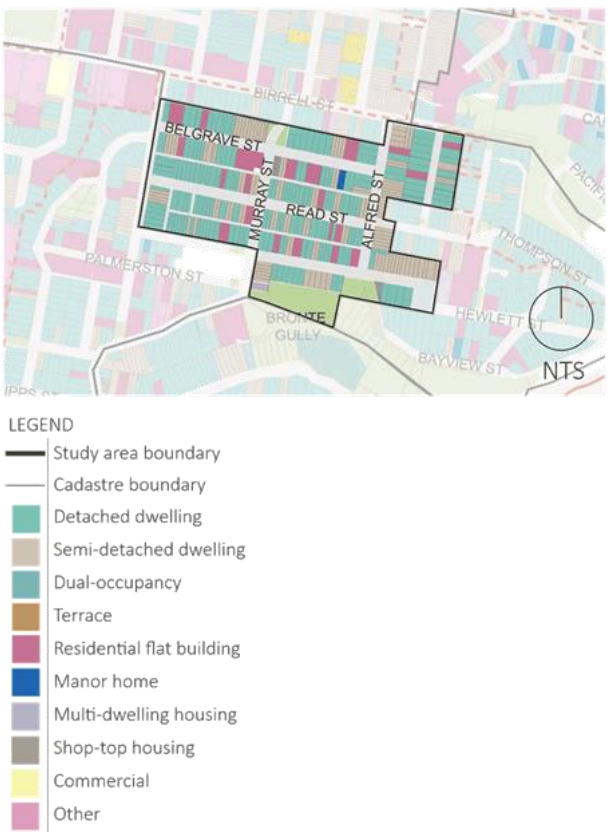 BIRRELL ST
BELGRAVE ST
MURRAY ST
READ ST
ALFRED ST
THOMPSON ST
PALMERSTON ST
BRONTE
GULLY
HEWLETT ST
BAYVIEW ST
NTS
LEGEND
Study area boundary
Cadastre boundary
Detached dwelling
Semi-detached dwelling
Dual-occupancy
Terrace
Residential flat building
Manor home
Multi-dwelling housing
Shop-top housing
Commercial
Other